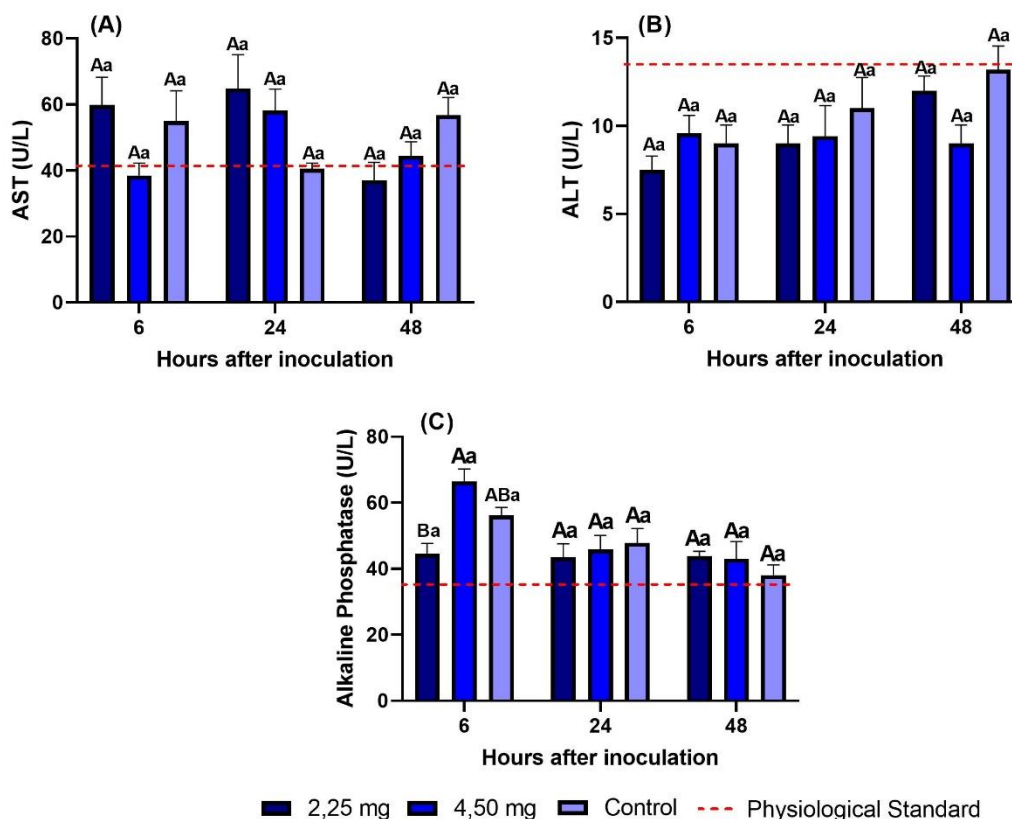 (A)
AST (U/L)
80
60
40
20
0
Aa Aa Aa Aa Aa Aa Aa Aa Aa
6 24 48
Hours after inoculation
(B)
ALT (U/L)
15
10
5
0
Aa Aa Aa Aa Aa Aa Aa Aa Aa
6 24 48
Hours after inoculation
(C)
Alkaline Phosphatase (U/L)
80
60
40
20
0
Ba Aa ABa Aa Aa Aa Aa Aa Aa
6 24 48
Hours after inoculation
2,25 mg 4,50 mg Control Physiological Standard